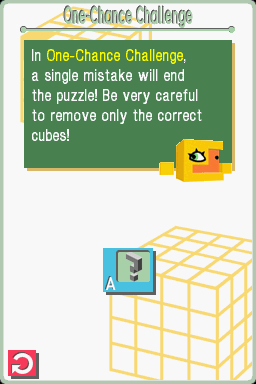 One-Chance Challenge
In One-Chance Challenge,
a single mistake will end
the puzzle! Be very careful
to remove only the correct
cubes!
?
A